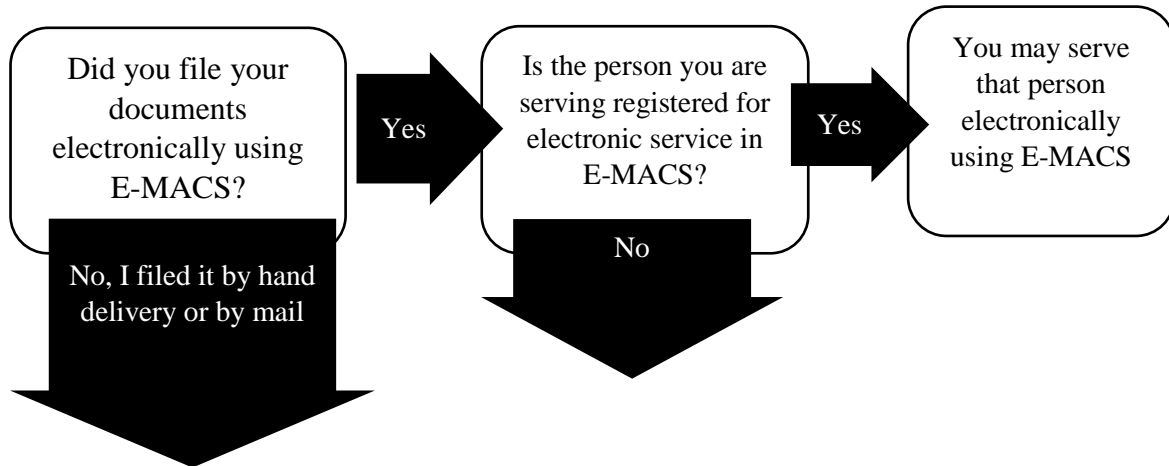 Did you file your
documents
electronically using
E-MACS?
Yes
Is the person you are
serving registered for
electronic service in
E-MACS?
Yes
You may serve
that person
electronically
using E-MACS
No, I filed it by hand
delivery or by mail
No